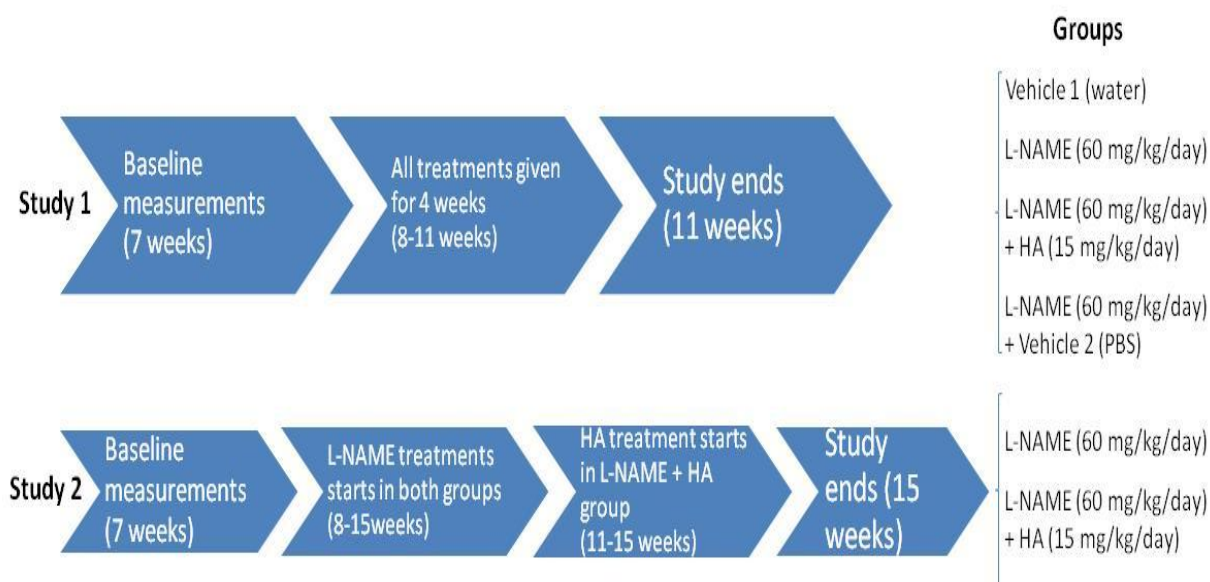 Groups
Study 1
Baseline
measurements
(7 weeks)
All treatments given
for 4 weeks
(8-11 weeks)
Study ends
(11 weeks)
Vehicle 1 (water)
L-NAME (60 mg/kg/day)
L-NAME (60 mg/kg/day)
+ HA (15 mg/kg/day)
L-NAME (60 mg/kg/day)
+ Vehicle 2 (PBS)
Study 2
Baseline
measurements
(7 weeks)
L-NAME treatments
starts in both groups
(8-15weeks)
HA treatment starts
in L-NAME + HA
group
(11-15 weeks)
Study
ends (15
weeks)
L-NAME (60 mg/kg/day)
L-NAME (60 mg/kg/day)
+ HA (15 mg/kg/day)